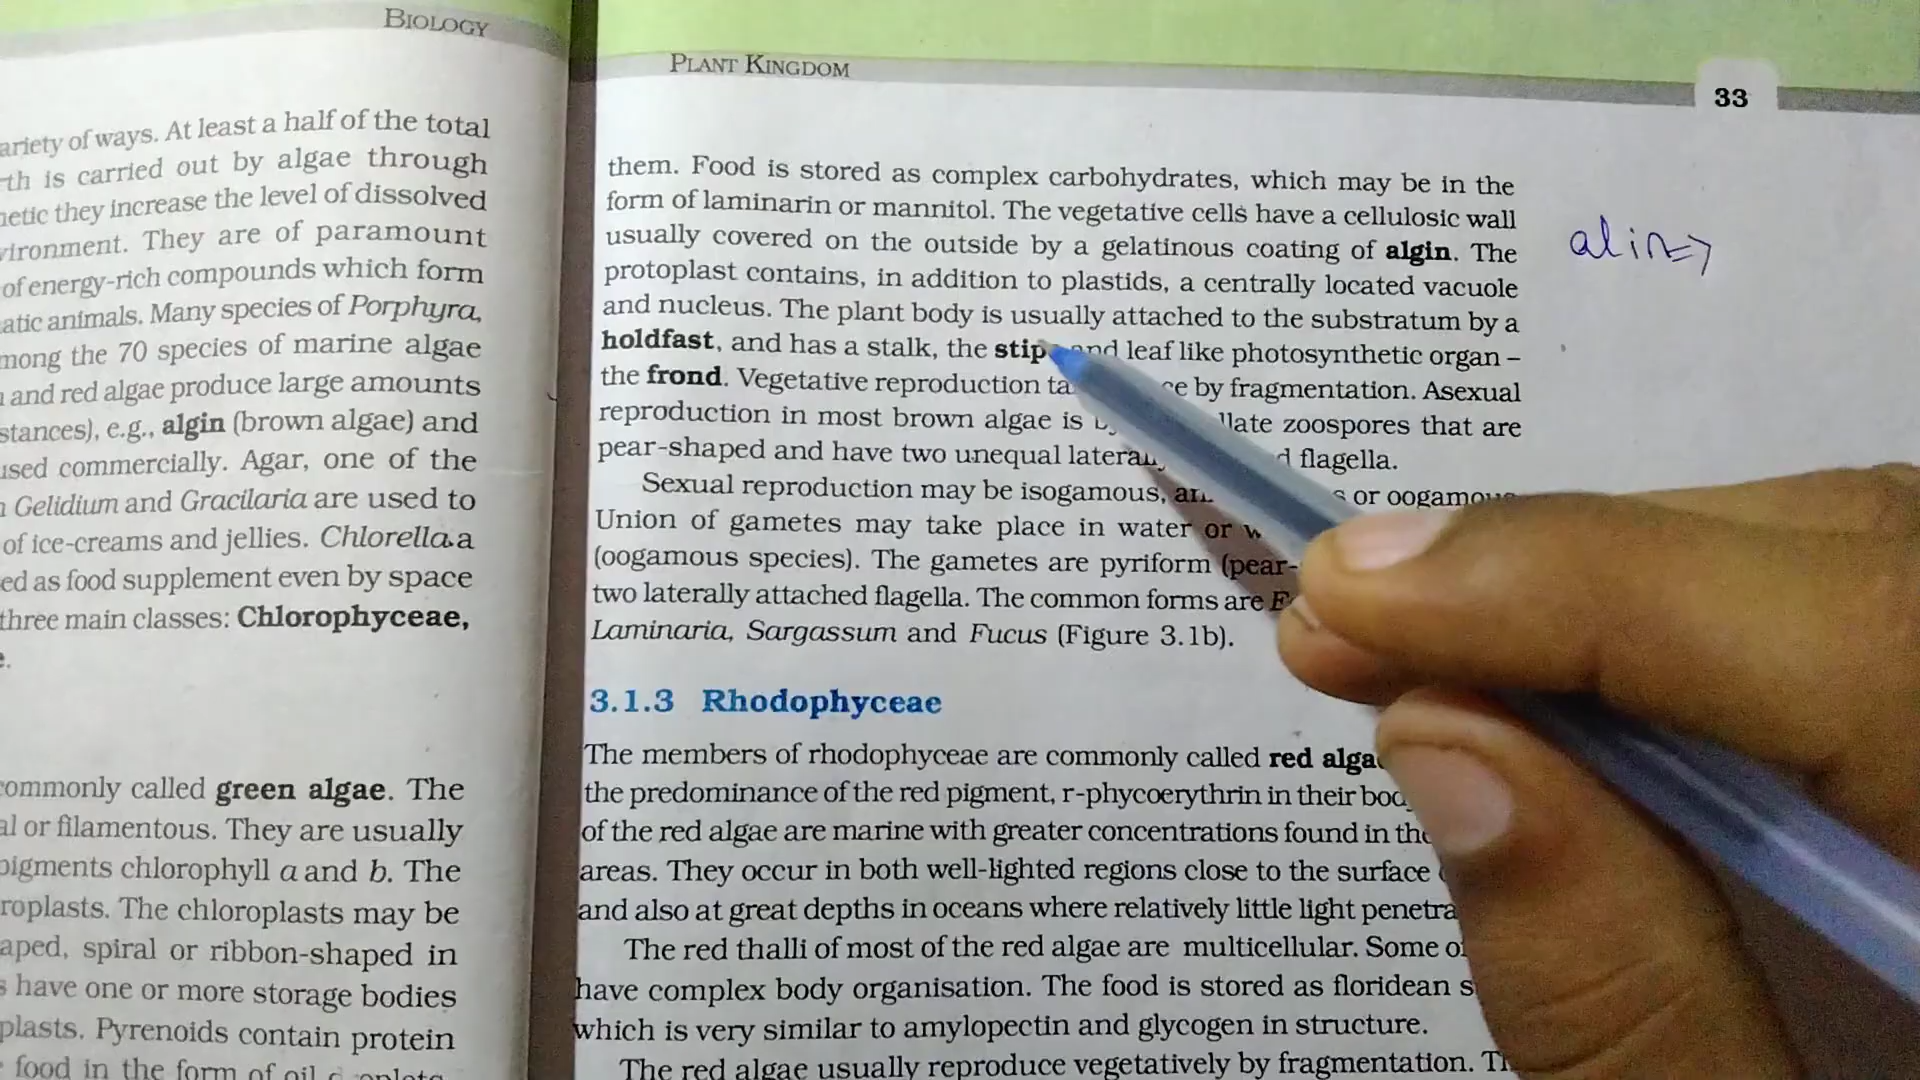 BIOLOGY
ariety of ways. At least a half of the total
th is carried out by algae through
netic they increase the level of dissolved
vironment. They are of paramount
of energy-rich compounds which form
atic animals. Many species of Porphyra,
mong the 70 species of marine algae
and red algae produce large amounts
stances), e.g., algin (brown algae) and
used commercially. Agar, one of the
Gelidium and Gracilaria are used to
of ice-creams and jellies. Chlorella a
ed as food supplement even by space
three main classes: Chlorophyceae,
e.
commonly called green algae. The
al or filamentous. They are usually
pigments chlorophyll a and b. The
roplasts. The chloroplasts may be
aped, spiral or ribbon-shaped in
s have one or more storage bodies
plasts. Pyrenoids contain protein
food in the form of oil
PLANT KINGDOM
33
them. Food is stored as complex carbohydrates, which may be in the
form of laminarin or mannitol. The vegetative cells have a cellulosic wall
usually covered on the outside by a gelatinous coating of algin. The
protoplast contains, in addition to plastids, a centrally located vacuole
and nucleus. The plant body is usually attached to the substratum by a
holdfast, and has a stalk, the stip and leaf like photosynthetic organ –
the frond. Vegetative reproduction ta ce by fragmentation. Asexual
reproduction in most brown algae is by llate zoospores that are
pear-shaped and have two unequal laterally d flagella.
Sexual reproduction may be isogamous, an s or oogamous
Union of gametes may take place in water or w
(oogamous species). The gametes are pyriform (pear-
two laterally attached flagella. The common forms are E
Laminaria, Sargassum and Fucus (Figure 3.1b).
3.1.3 Rhodophyceae
The members of rhodophyceae are commonly called red algae
the predominance of the red pigment, r-phycoerythrin in their bod
of the red algae are marine with greater concentrations found in the
areas. They occur in both well-lighted regions close to the surface
and also at great depths in oceans where relatively little light penetra
The red thalli of most of the red algae are multicellular. Some of
have complex body organisation. The food is stored as floridean s
which is very similar to amylopectin and glycogen in structure.
The red algae usually reproduce vegetatively by fragmentation. T
alin